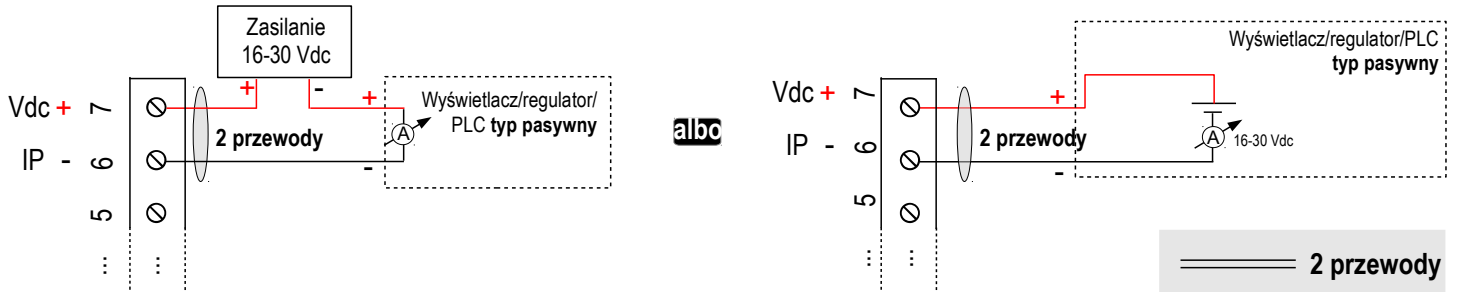 Zasilanie
16-30 Vdc
+ -
Vdc + 7
+
Wyświetlacz/regulator/
PLC typ pasywny
A
2 przewody
IP - 6
-
5
...
...
albo
Wyświetlacz/regulator/PLC
typ pasywny
Vdc + 7
+
2 przewody
A 16-30 Vdc
IP - 6
-
5
...
...
2 przewody